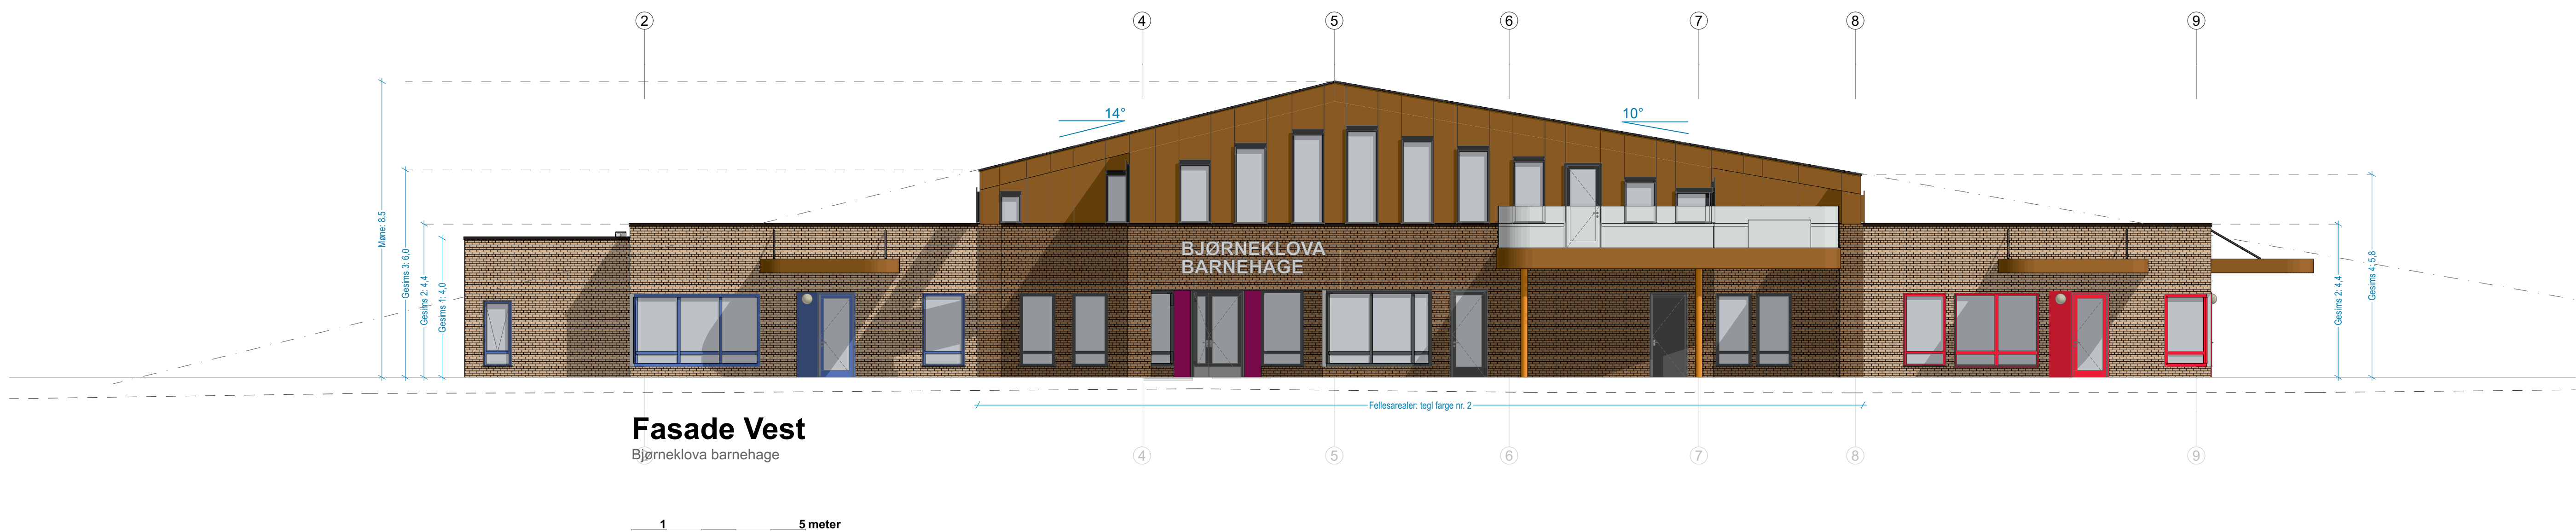 2 4 5 6 7 8 9
14°
10°
Møne: 8,5
Gesims 3: 6,0
Gesims 2: 4,4
Gesims 1: 4,0
BJØRNEKLOVA
BARNEHAGE
Gesims 2: 4,4
Gesims 4: 5,8
Fellesarealer: tegl farge nr. 2
Fasade Vest
Bjørneklova barnehage
2 4 5 6 7 8 9
1 5 meter